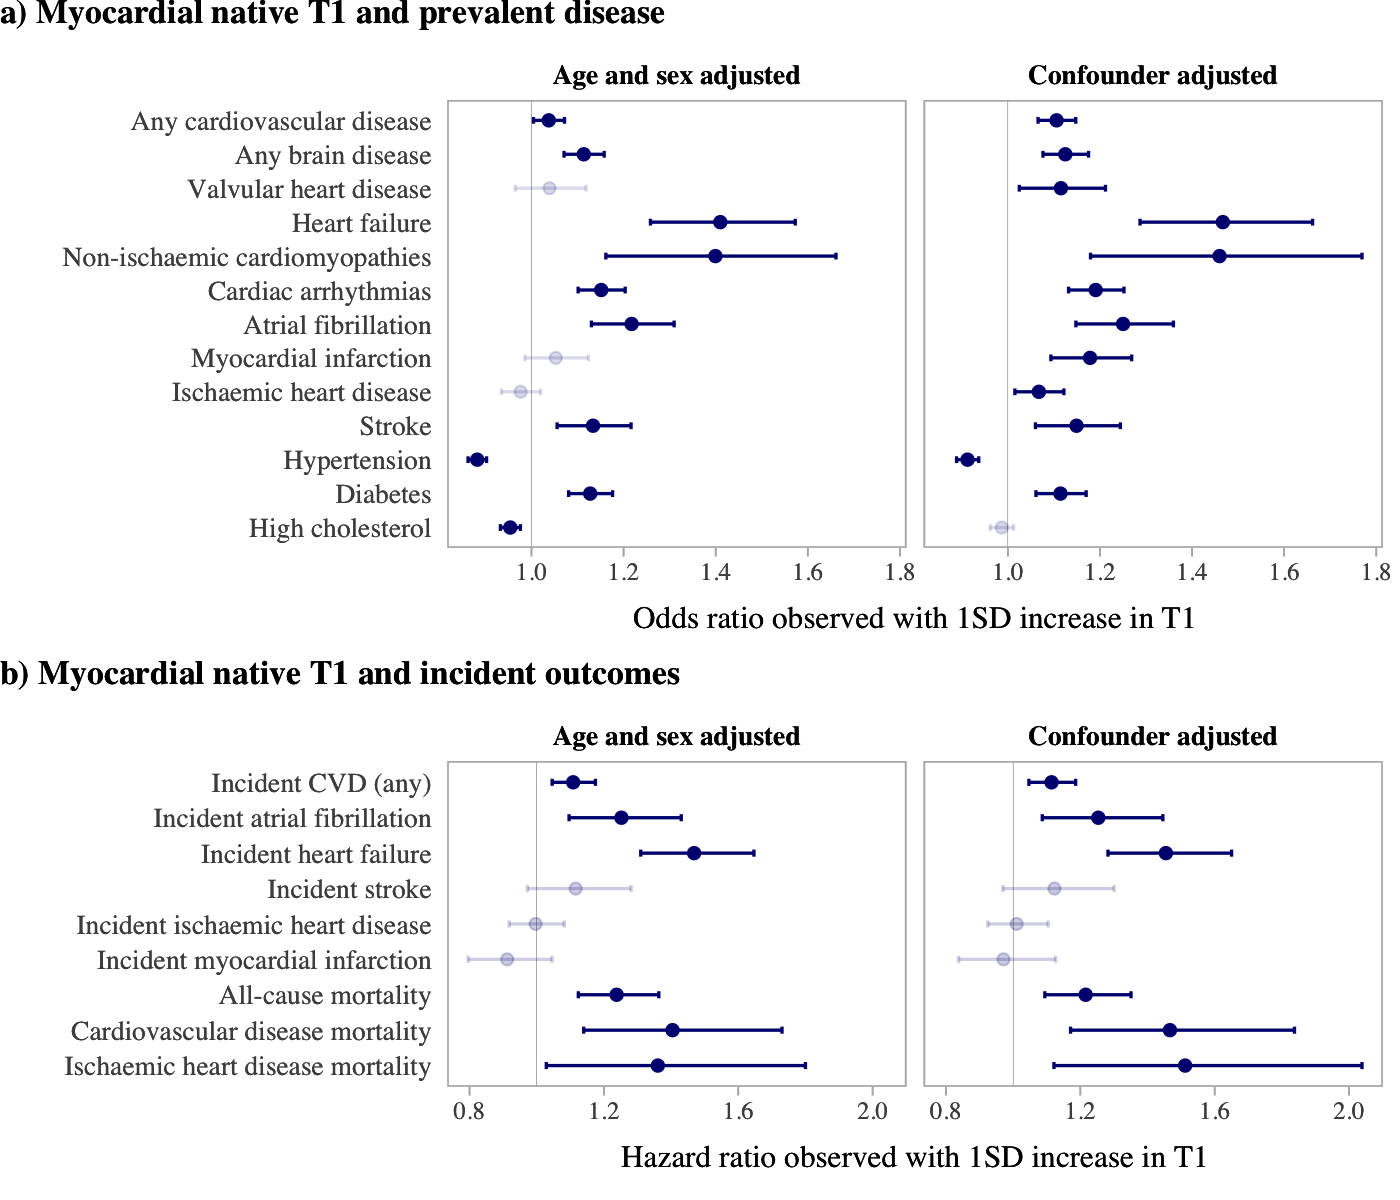 a) Myocardial native T1 and prevalent disease
Age and sex adjusted
Confounder adjusted
Any cardiovascular disease
Any brain disease
Valvular heart disease
Heart failure
Non-ischaemic cardiomyopathies
Cardiac arrhythmias
Atrial fibrillation
Myocardial infarction
Ischaemic heart disease
Stroke
Hypertension
Diabetes
High cholesterol
1.0 1.2 1.4 1.6 1.8
1.0 1.2 1.4 1.6 1.8
Odds ratio observed with 1SD increase in T1
b) Myocardial native T1 and incident outcomes
Age and sex adjusted
Confounder adjusted
Incident CVD (any)
Incident atrial fibrillation
Incident heart failure
Incident stroke
Incident ischaemic heart disease
Incident myocardial infarction
All-cause mortality
Cardiovascular disease mortality
Ischaemic heart disease mortality
0.8 1.2 1.6 2.0
0.8 1.2 1.6 2.0
Hazard ratio observed with 1SD increase in T1